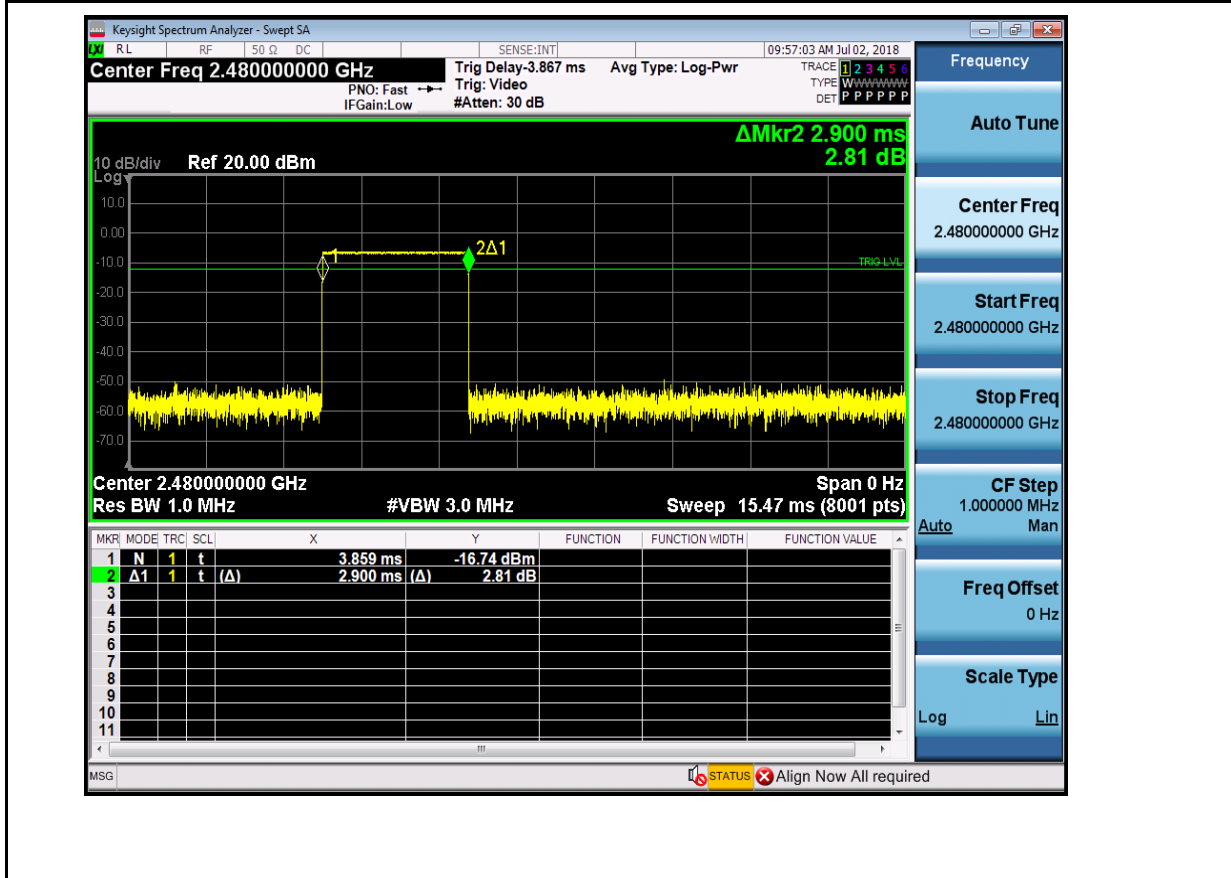 Keysight Spectrum Analyzer - Swept SA
LXI RL RF 50 Ω DC SENSE:INT 09:57:03 AM Jul 02, 2018
Center Freq 2.480000000 GHz
PNO: Fast
IFGain:Low
Trig Delay-3.867 ms
Trig: Video
#Atten: 30 dB
Avg Type: Log-Pwr
TRACE 1 2 3 4 5 6
TYPE WWWWWW
DET P P P P P P
ΔMkr2 2.900 ms
2.81 dB
10 dB/div Ref 20.00 dBm
Log
10.0
0.00
-10.0
-20.0
-30.0
-40.0
-50.0
-60.0
-70.0
1
2Δ1
TRIG LVL
Center 2.480000000 GHz Span 0 Hz
Res BW 1.0 MHz #VBW 3.0 MHz Sweep 15.47 ms (8001 pts)
MKR MODE TRC SCL X Y FUNCTION FUNCTION WIDTH FUNCTION VALUE
1 N 1 t 3.859 ms -16.74 dBm
2 Δ1 1 t (Δ) 2.900 ms (Δ) 2.81 dB
3
4
5
6
7
8
9
10
11
MSG STATUS Align Now All required
Frequency
Auto Tune
Center Freq
2.480000000 GHz
Start Freq
2.480000000 GHz
Stop Freq
2.480000000 GHz
CF Step
1.000000 MHz
Auto Man
Freq Offset
0 Hz
Scale Type
Log Lin